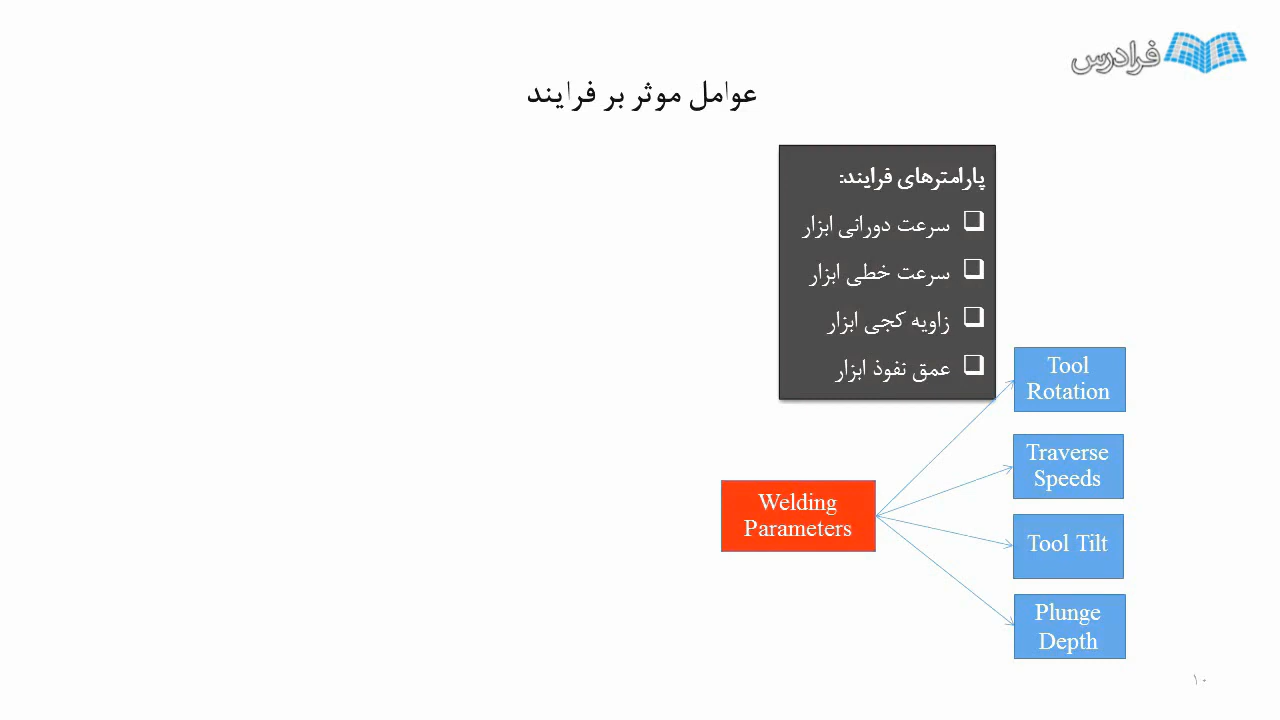 فرادرس
عوامل موثر بر فرایند
پارامترهای فرایند:
❑ سرعت دورانی ابزار
❑ سرعت خطی ابزار
❑ زاویه کجی ابزار
❑ عمق نفوذ ابزار
Tool
Rotation
Traverse
Speeds
Welding
Parameters
Tool Tilt
Plunge
Depth
۱۰